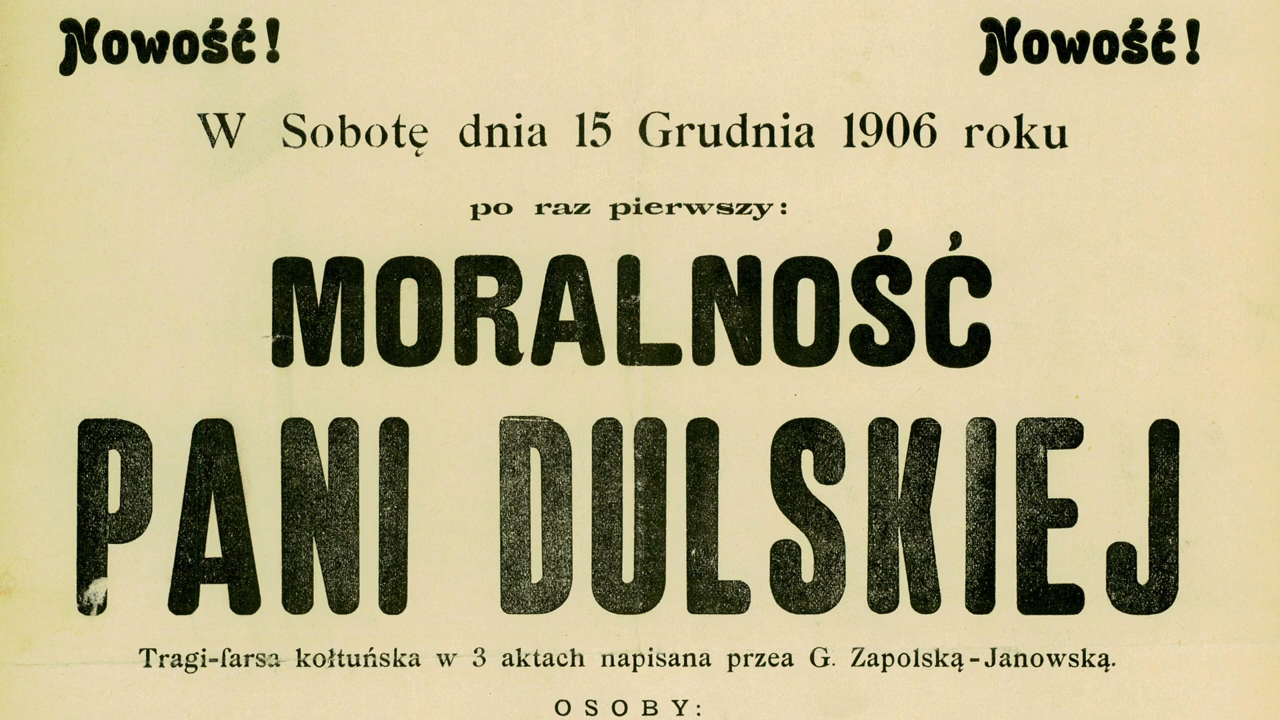 Nowość! Nowość!
W Sobotę dnia 15 Grudnia 1906 roku
po raz pierwszy:
MORALNOŚĆ
PANI DULSKIEJ
Tragi-farsa kołtuńska w 3 aktach napisana przea G. Zapolską-Janowską.
OSOBY: